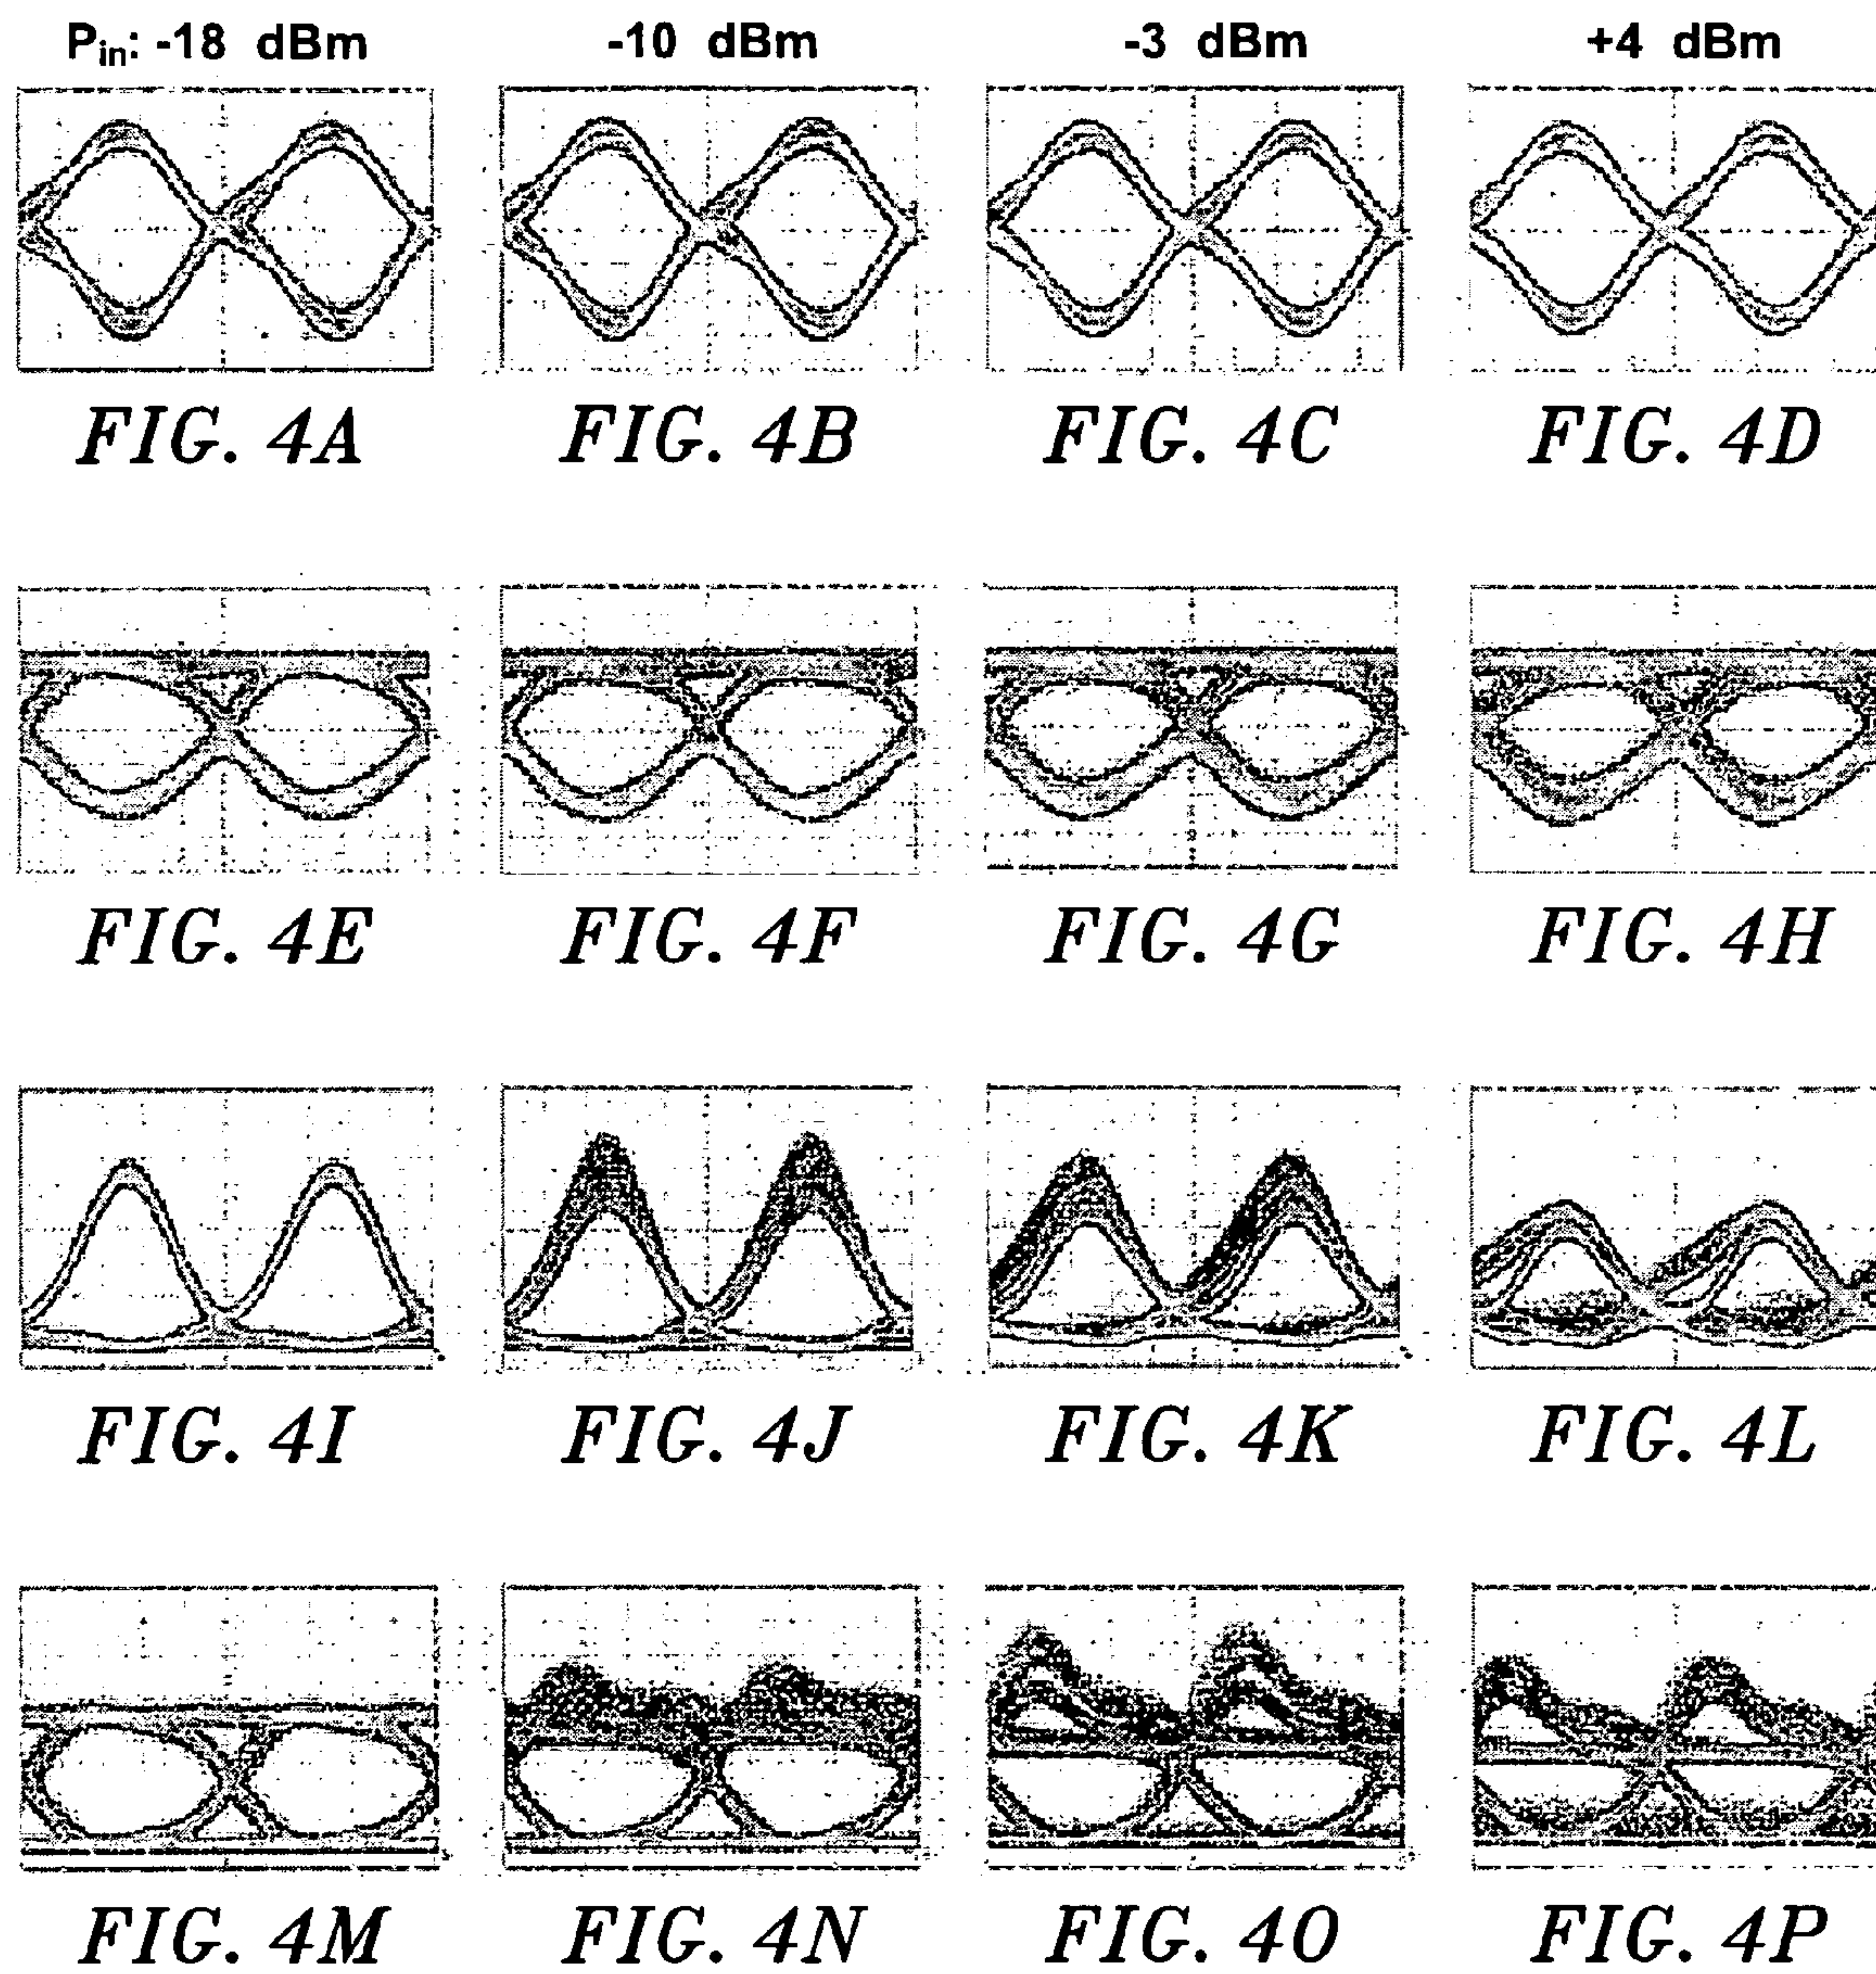 Pin: -18 dBm -10 dBm -3 dBm +4 dBm
FIG. 4A FIG. 4B FIG. 4C FIG. 4D
FIG. 4E FIG. 4F FIG. 4G FIG. 4H
FIG. 4I FIG. 4J FIG. 4K FIG. 4L
FIG. 4M FIG. 4N FIG. 4O FIG. 4P